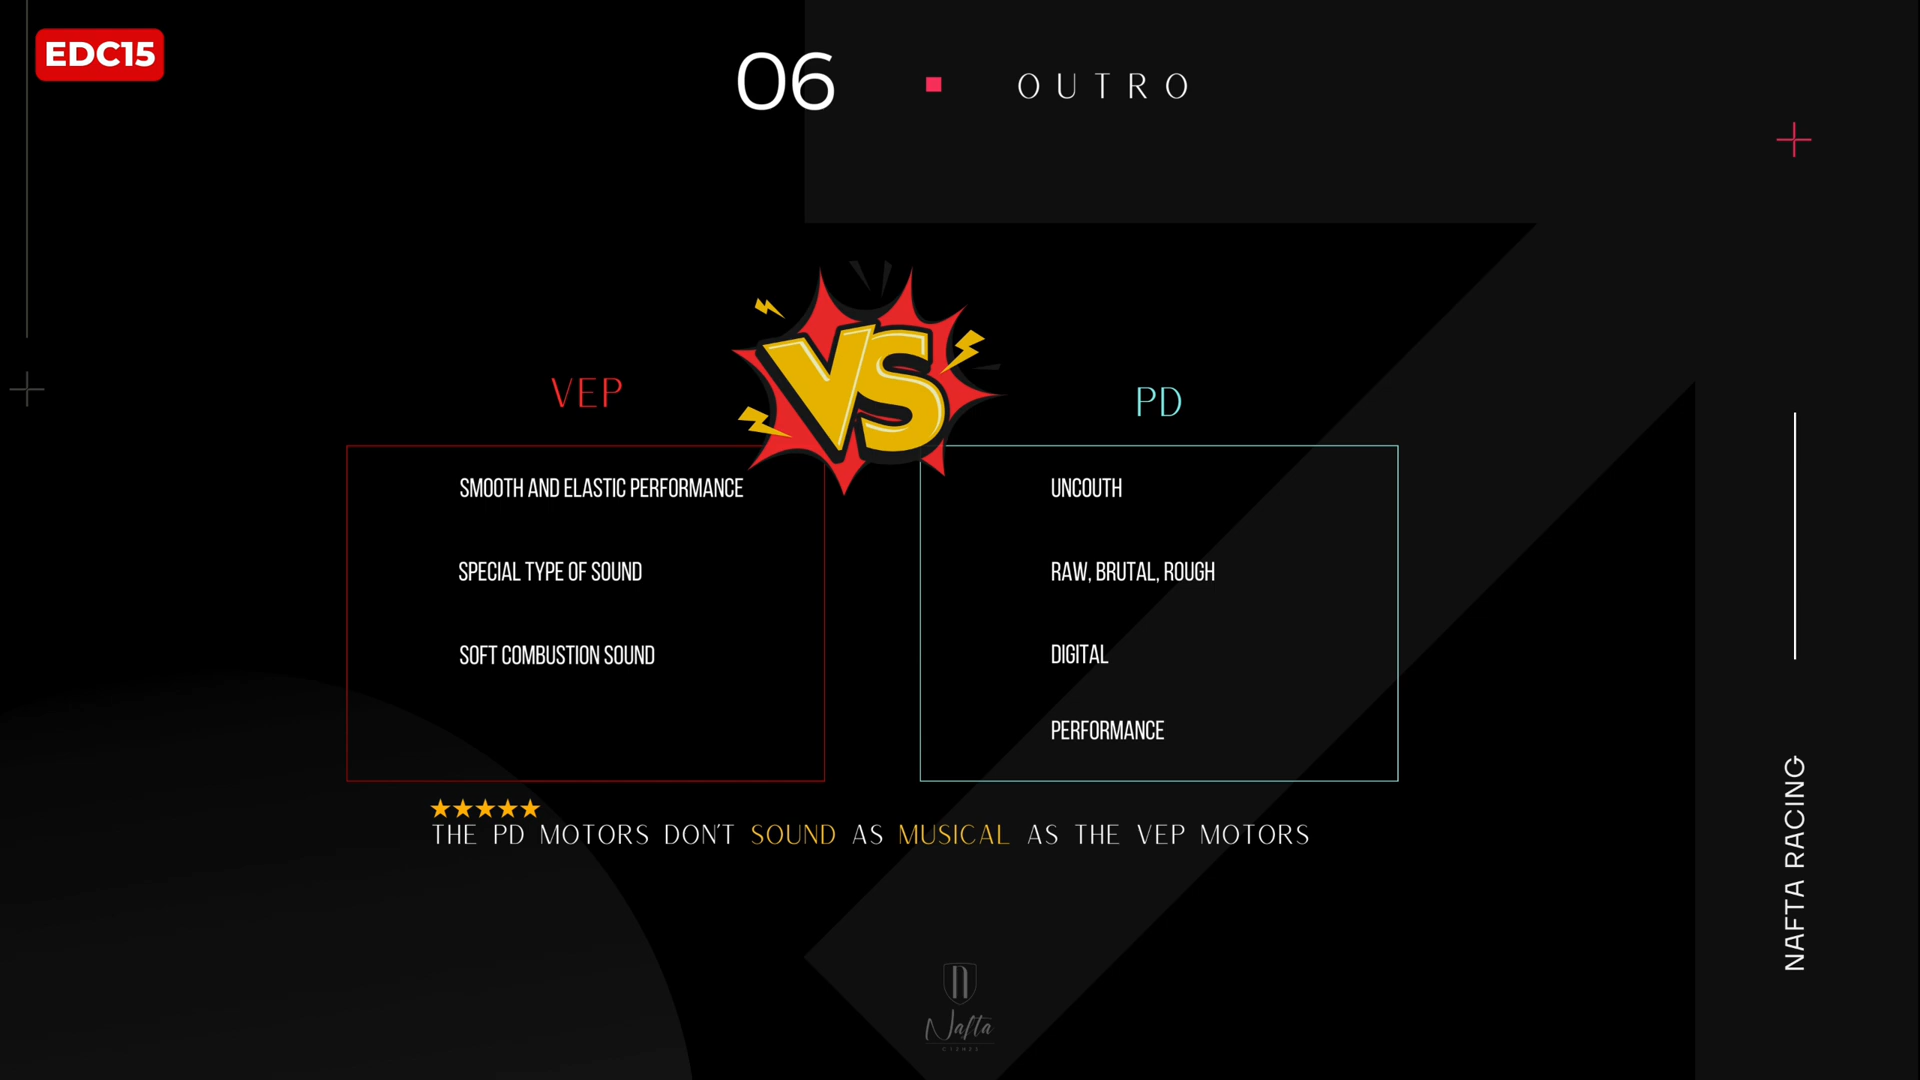 EDC15
06
OUTRO
VS
VEP
PD
SMOOTH AND ELASTIC PERFORMANCE
SPECIAL TYPE OF SOUND
SOFT COMBUSTION SOUND
UNCOUTH
RAW, BRUTAL, ROUGH
DIGITAL
PERFORMANCE
THE PD MOTORS DON'T SOUND AS MUSICAL AS THE VEP MOTORS
NAFTA RACING
Nafta